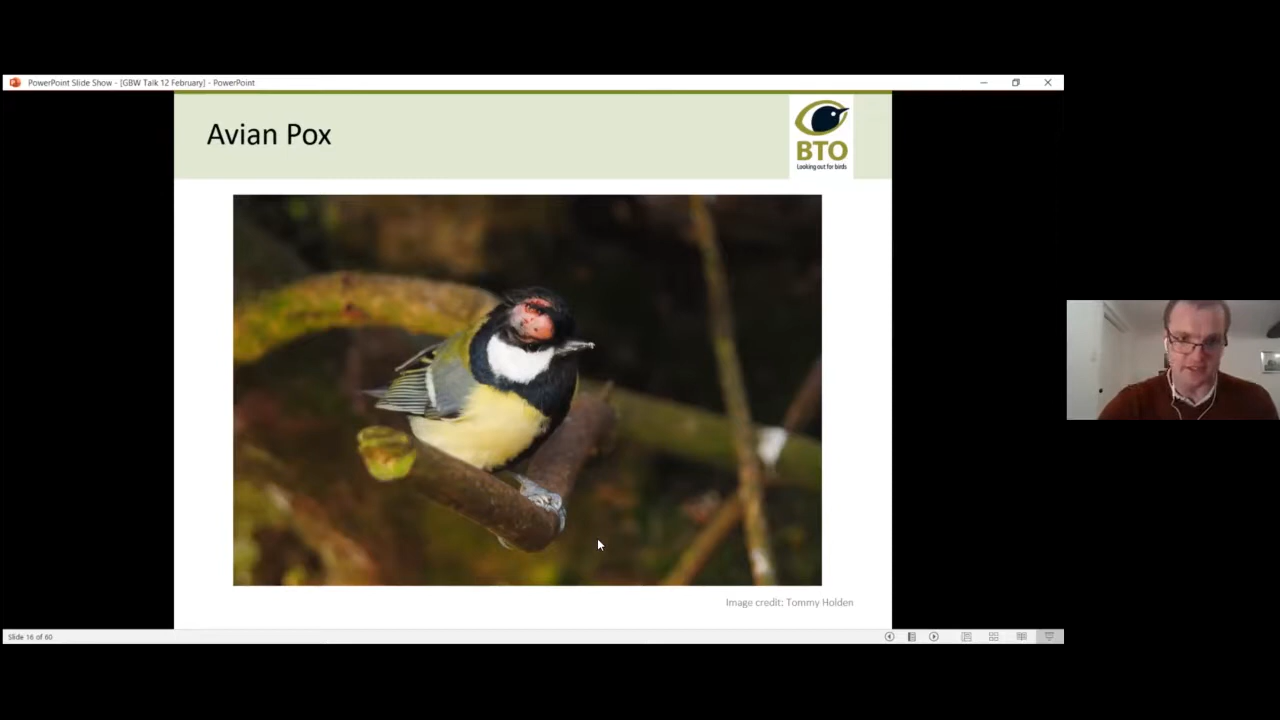 PowerPoint Slide Show - [GBW Talk 12 February] - PowerPoint
Avian Pox
BTO
Looking out for birds
Image credit: Tommy Holden
Slide 16 of 60